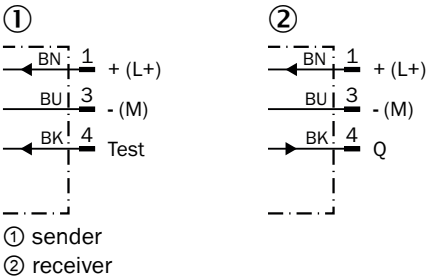 ① ②
BN 1 + (L+) BN 1 + (L+)
BU 3 - (M) BU 3 - (M)
BK 4 Test BK 4 Q
① sender
② receiver